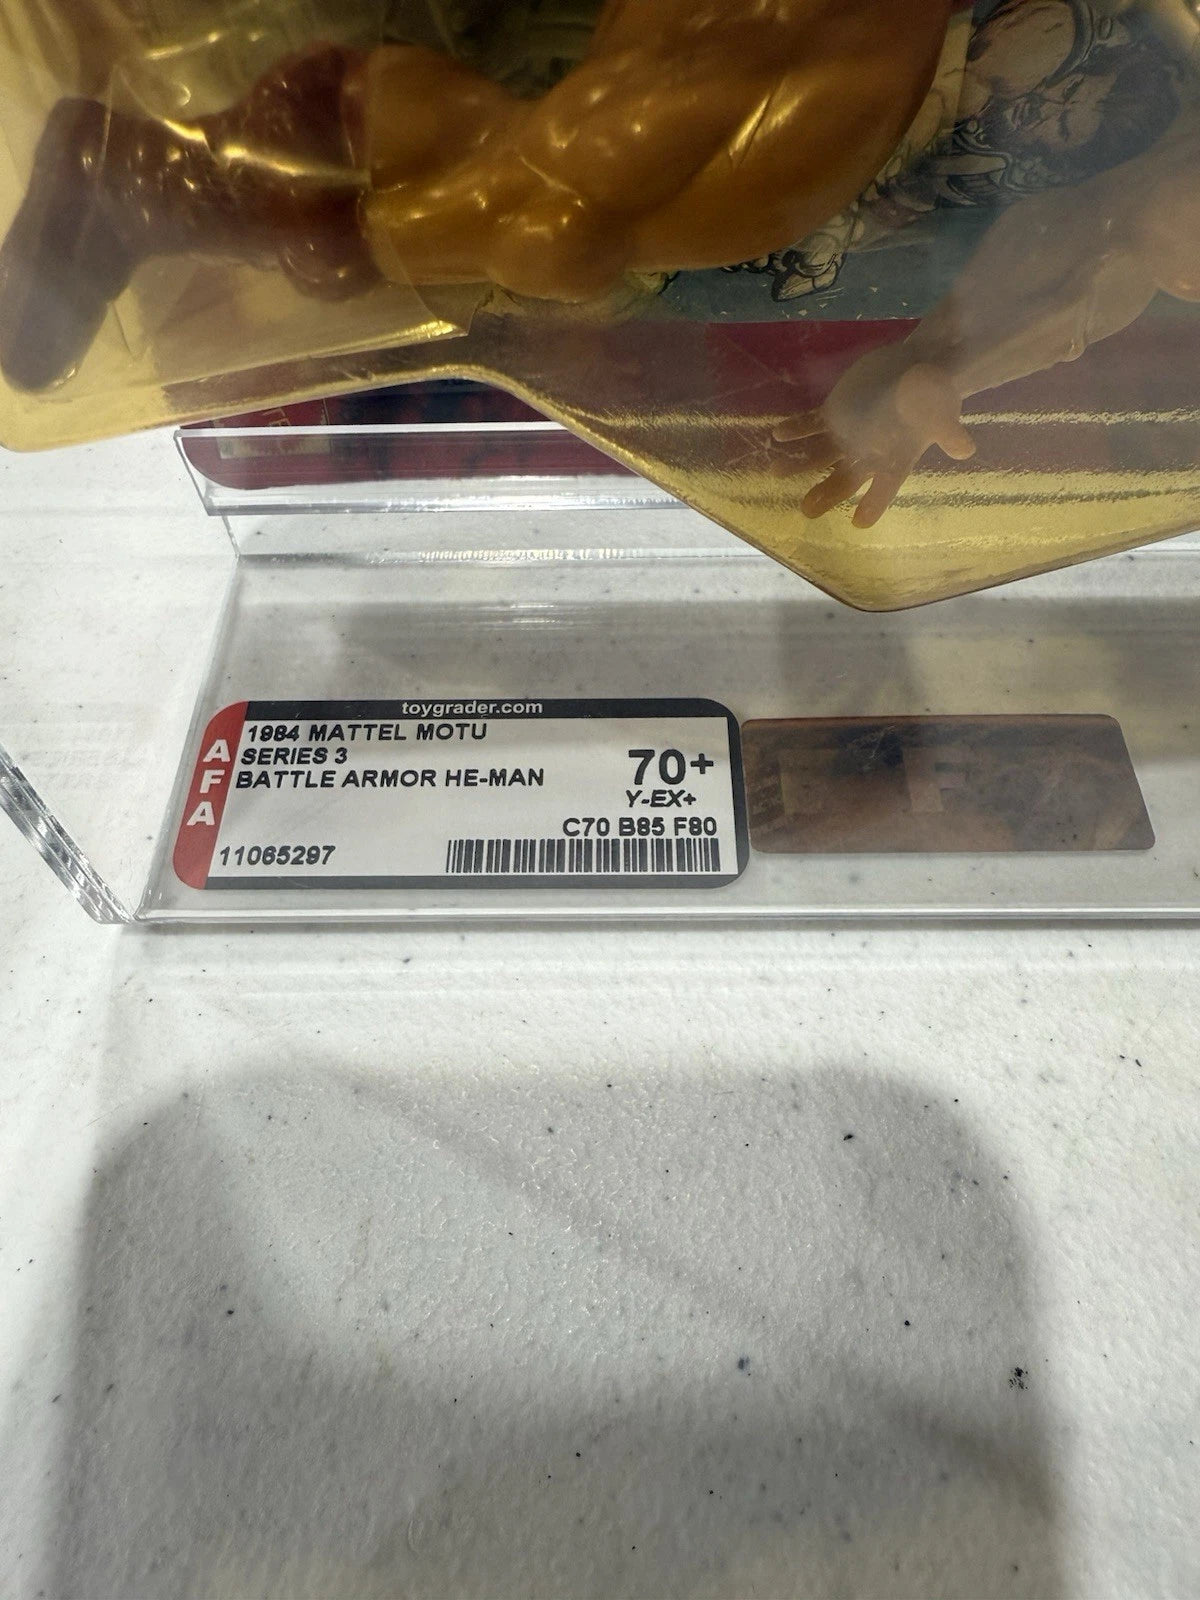 toygrader.com
AFA
1984 MATTEL MOTU
SERIES 3
BATTLE ARMOR HE-MAN
70+
Y-EX+
C70 B85 F80
11065297